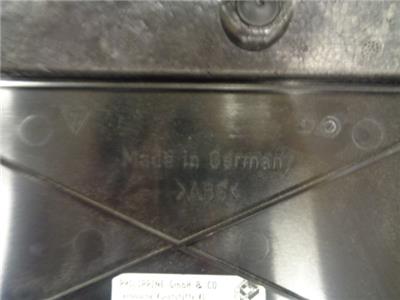 Made in Germany
>ABS<
PHILIPPINE GmbH & CO